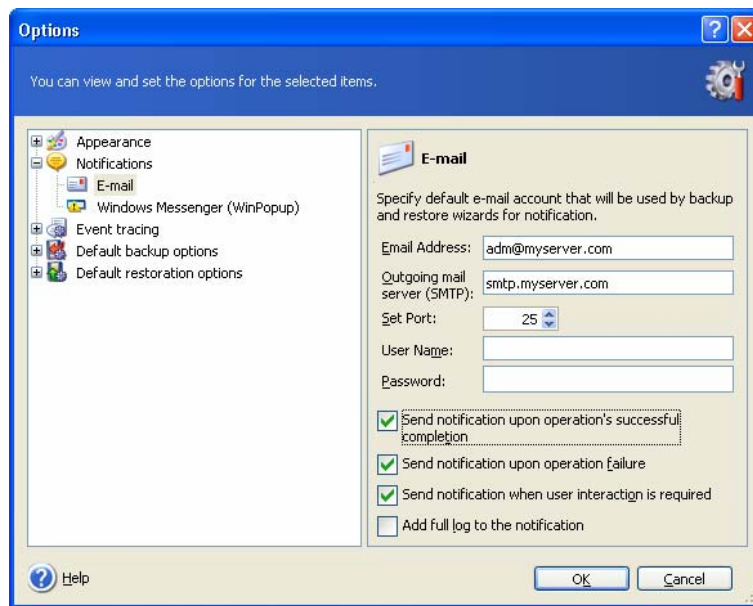 Options
You can view and set the options for the selected items.
Appearance
Notifications
E-mail
Windows Messenger (WinPopup)
Event tracing
Default backup options
Default restoration options
E-mail
Specify default e-mail account that will be used by backup
and restore wizards for notification.
Email Address:
adm@myserver.com
Outgoing mail
server (SMTP):
smtp.myserver.com
Set Port:
25
User Name:
Password:
Send notification upon operation's successful
completion
Send notification upon operation failure
Send notification when user interaction is required
Add full log to the notification
Help
OK
Cancel